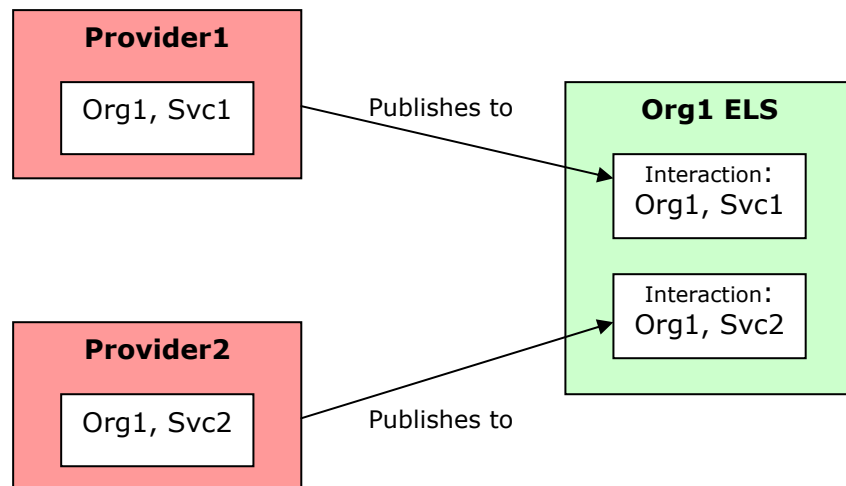 Provider1
Org1, Svc1
Publishes to
Org1 ELS
Interaction:
Org1, Svc1
Interaction:
Org1, Svc2
Provider2
Org1, Svc2
Publishes to